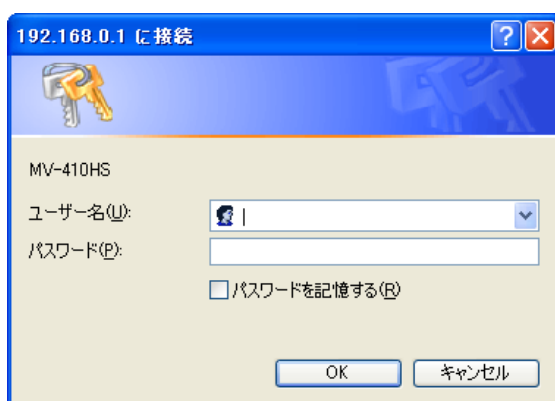 192.168.0.1 に接続
MV-410HS
ユーザー名(U):
パスワード(P):
パスワードを記憶する(R)
OK
キャンセル